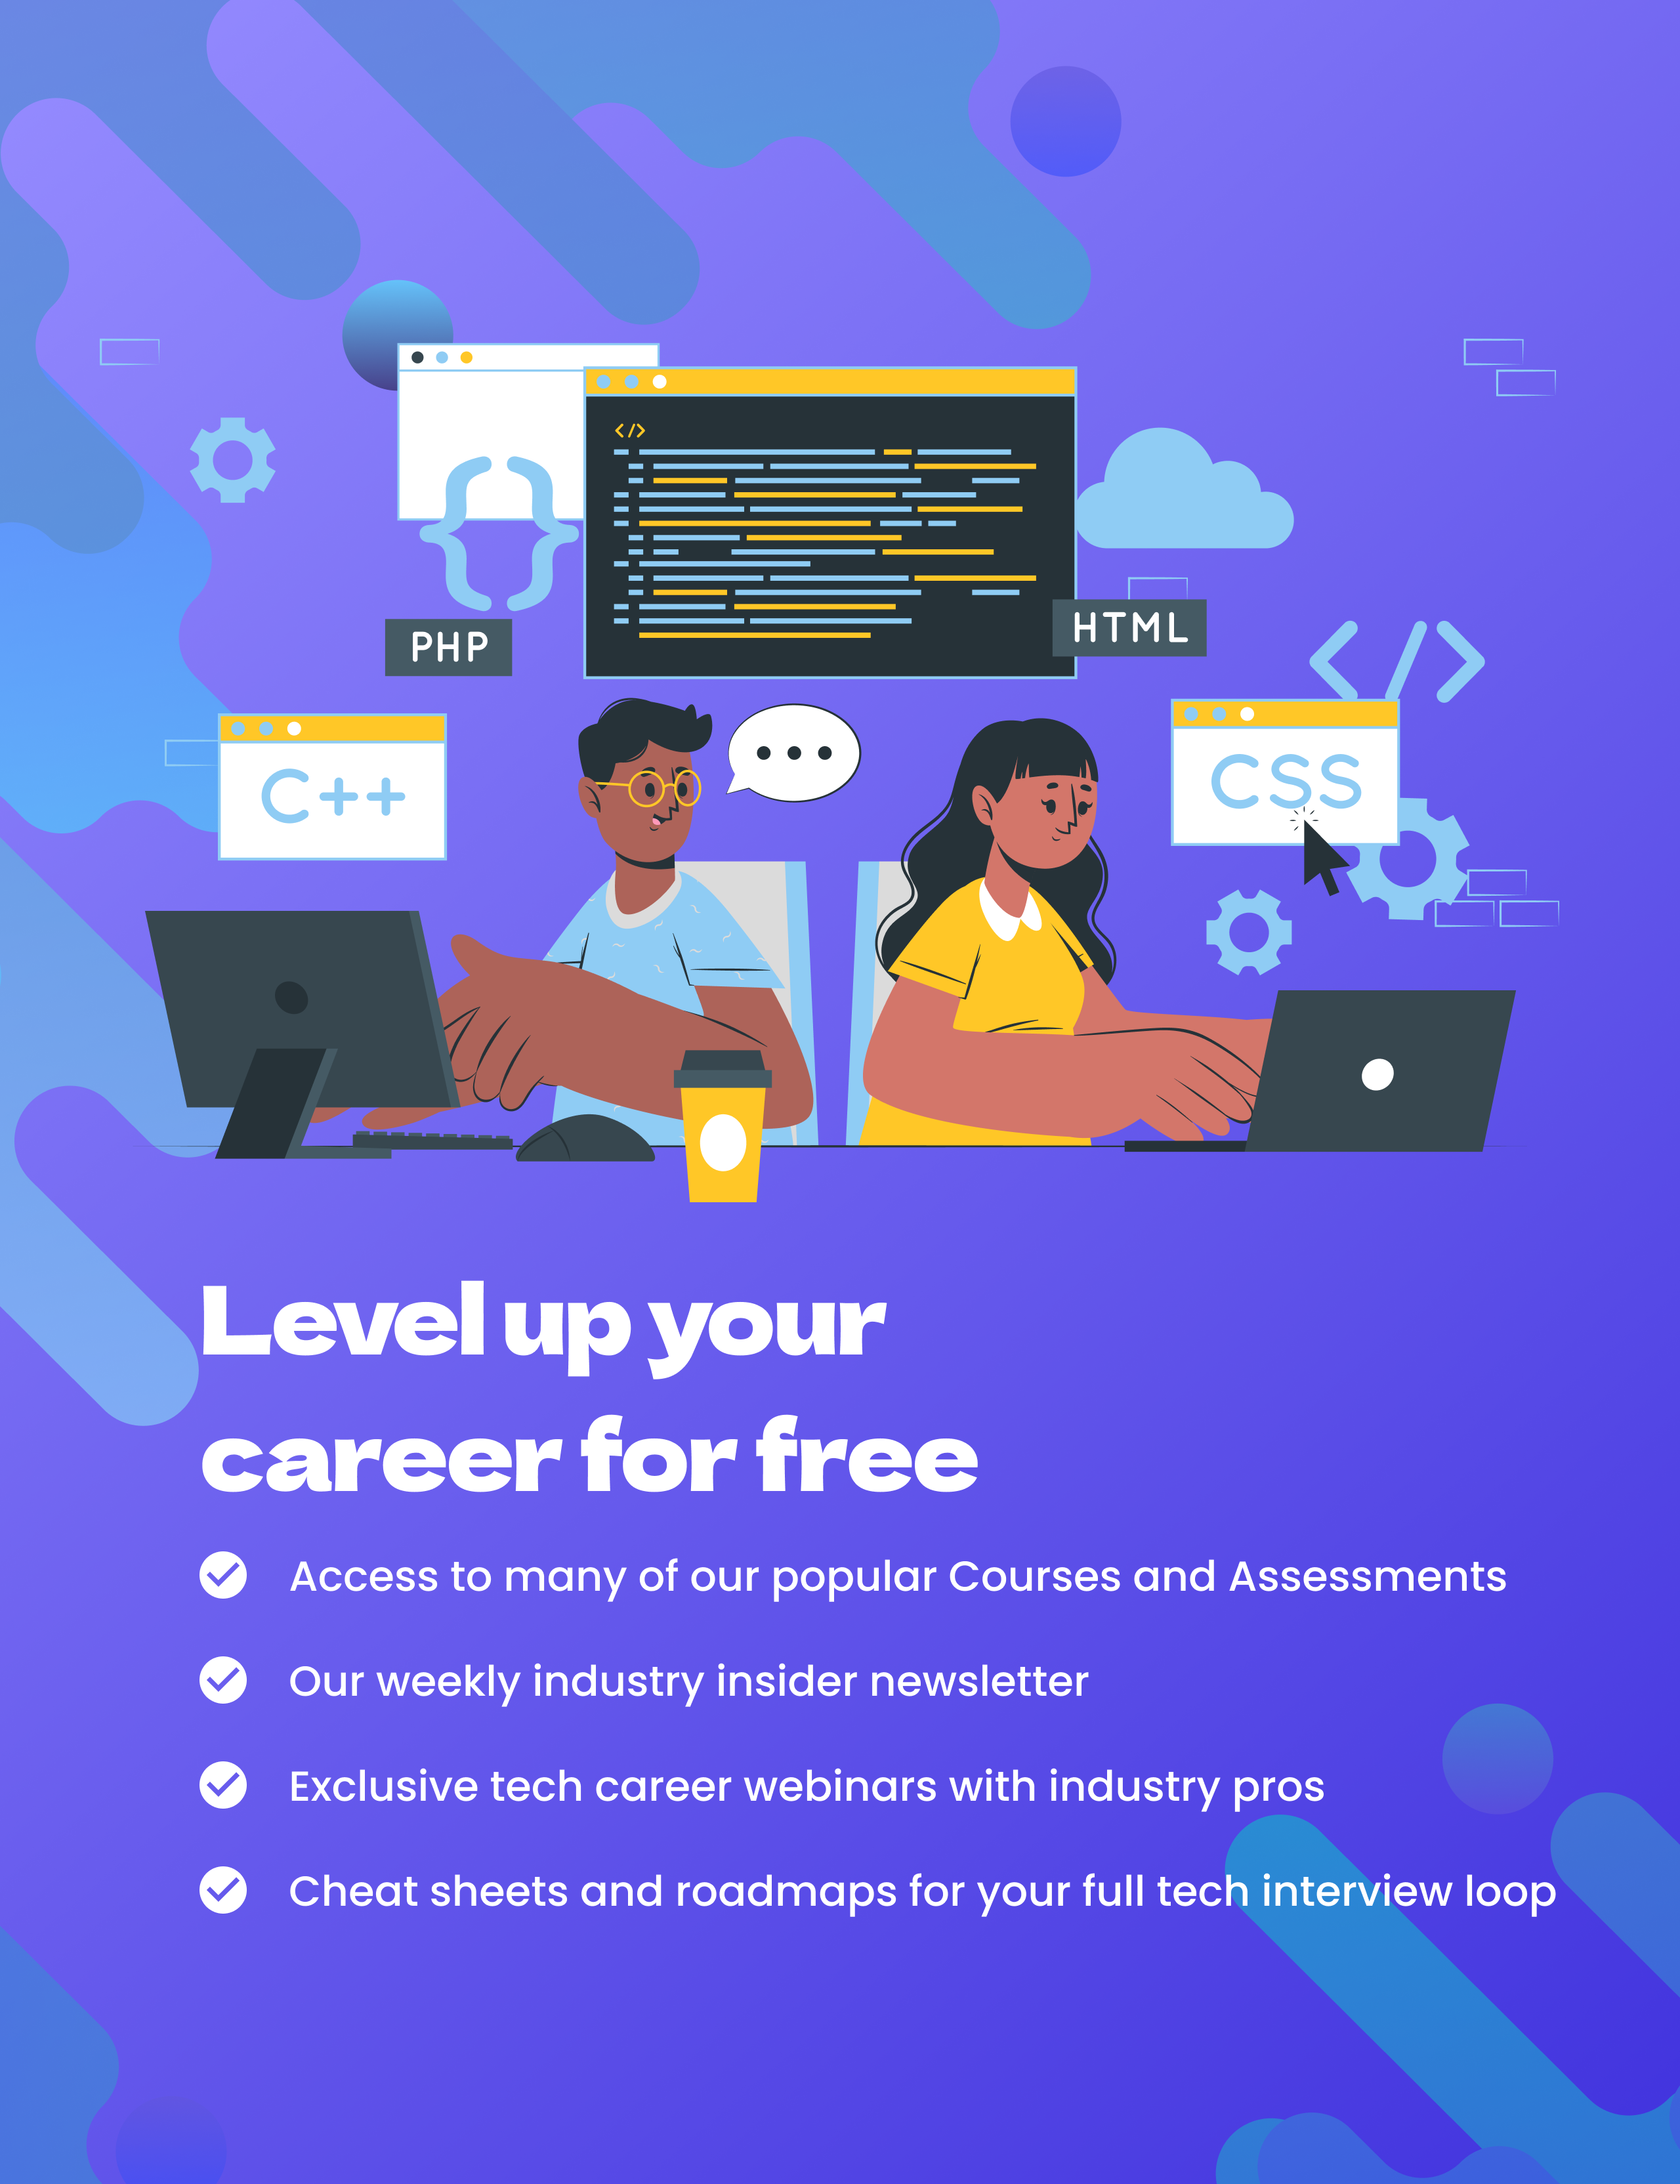 </>
{}
PHP
HTML
</>
C++
CSS
Level up your
career for free
Access to many of our popular Courses and Assessments
Our weekly industry insider newsletter
Exclusive tech career webinars with industry pros
Cheat sheets and roadmaps for your full tech interview loop